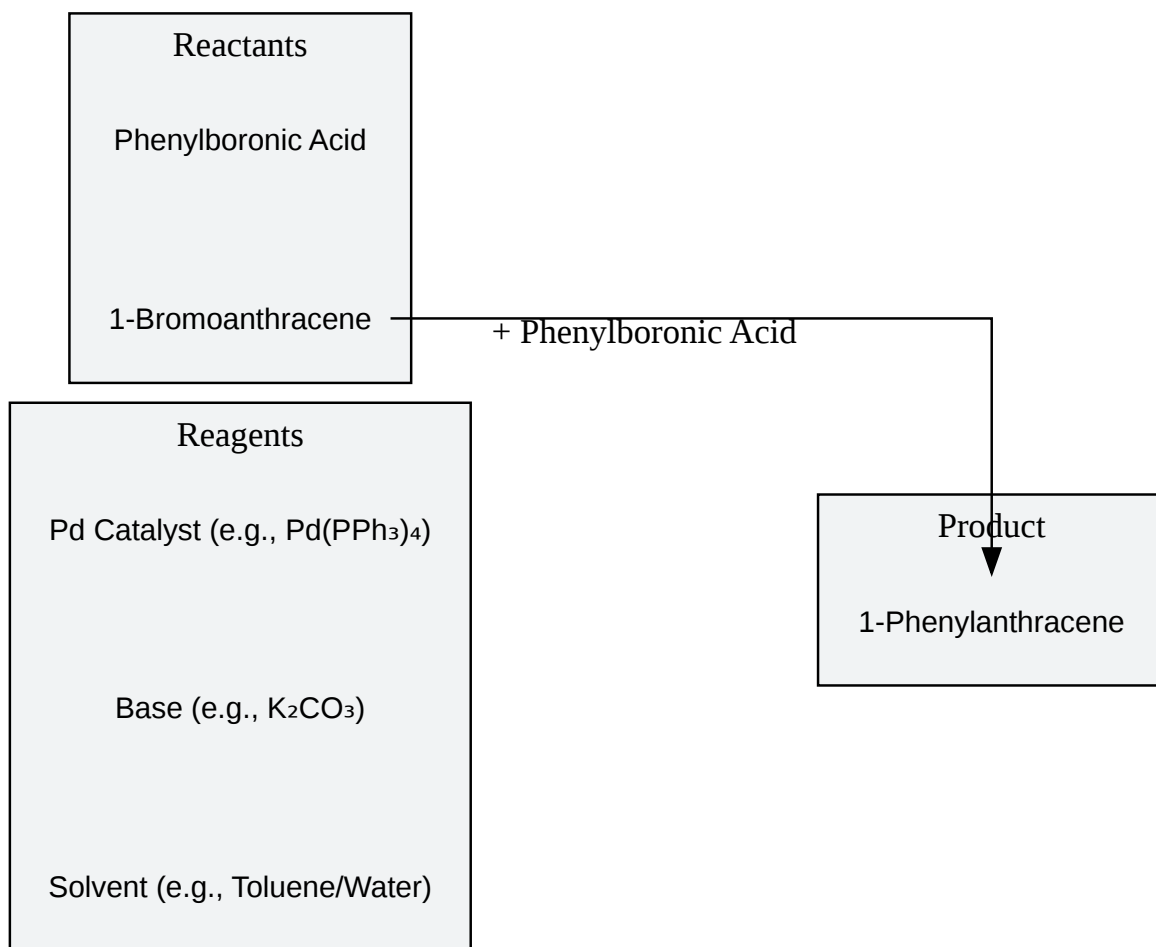 Reactants
Phenylboronic Acid
1-Bromoanthracene
+ Phenylboronic Acid
Reagents
Pd Catalyst (e.g., Pd(PPh₃)₄)
Base (e.g., K₂CO₃)
Solvent (e.g., Toluene/Water)
Product
1-Phenylanthracene